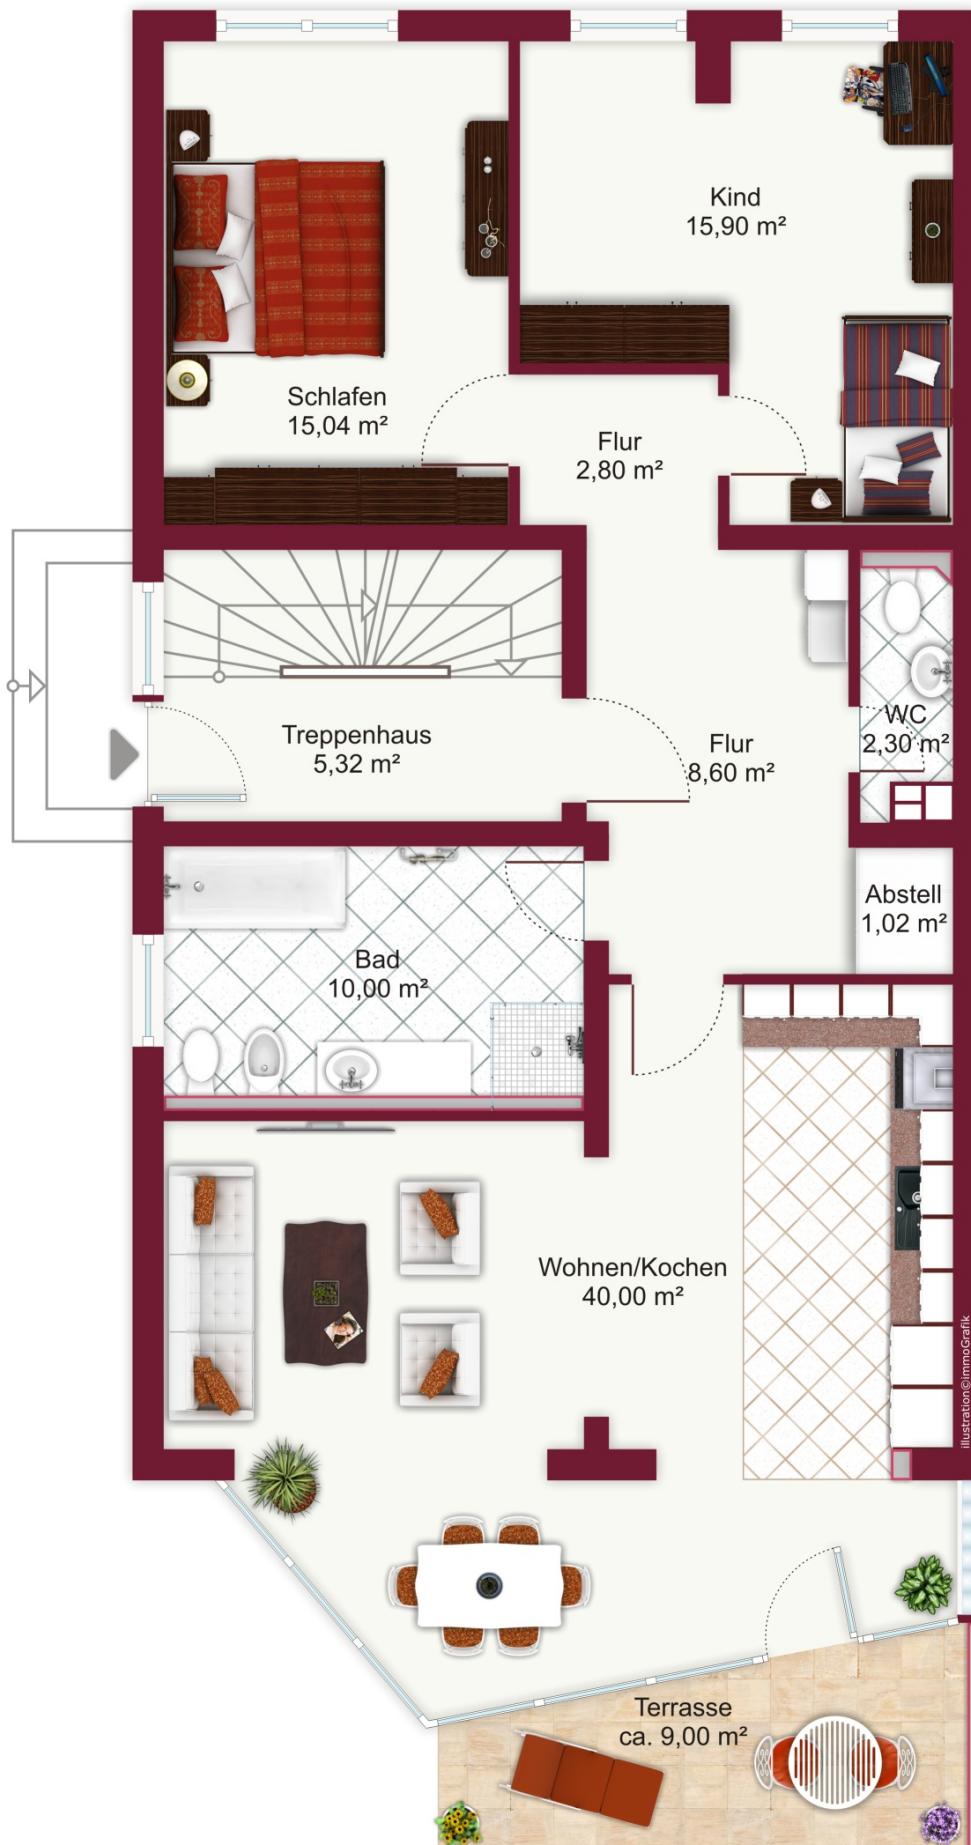 Kind
15,90 m²
Schlafen
15,04 m²
Flur
2,80 m²
WC
2,30 m²
Treppenhaus
5,32 m²
Flur
8,60 m²
Abstell
1,02 m²
Bad
10,00 m²
Wohnen/Kochen
40,00 m²
illustration©immoGrafik
Terrasse
ca. 9,00 m²